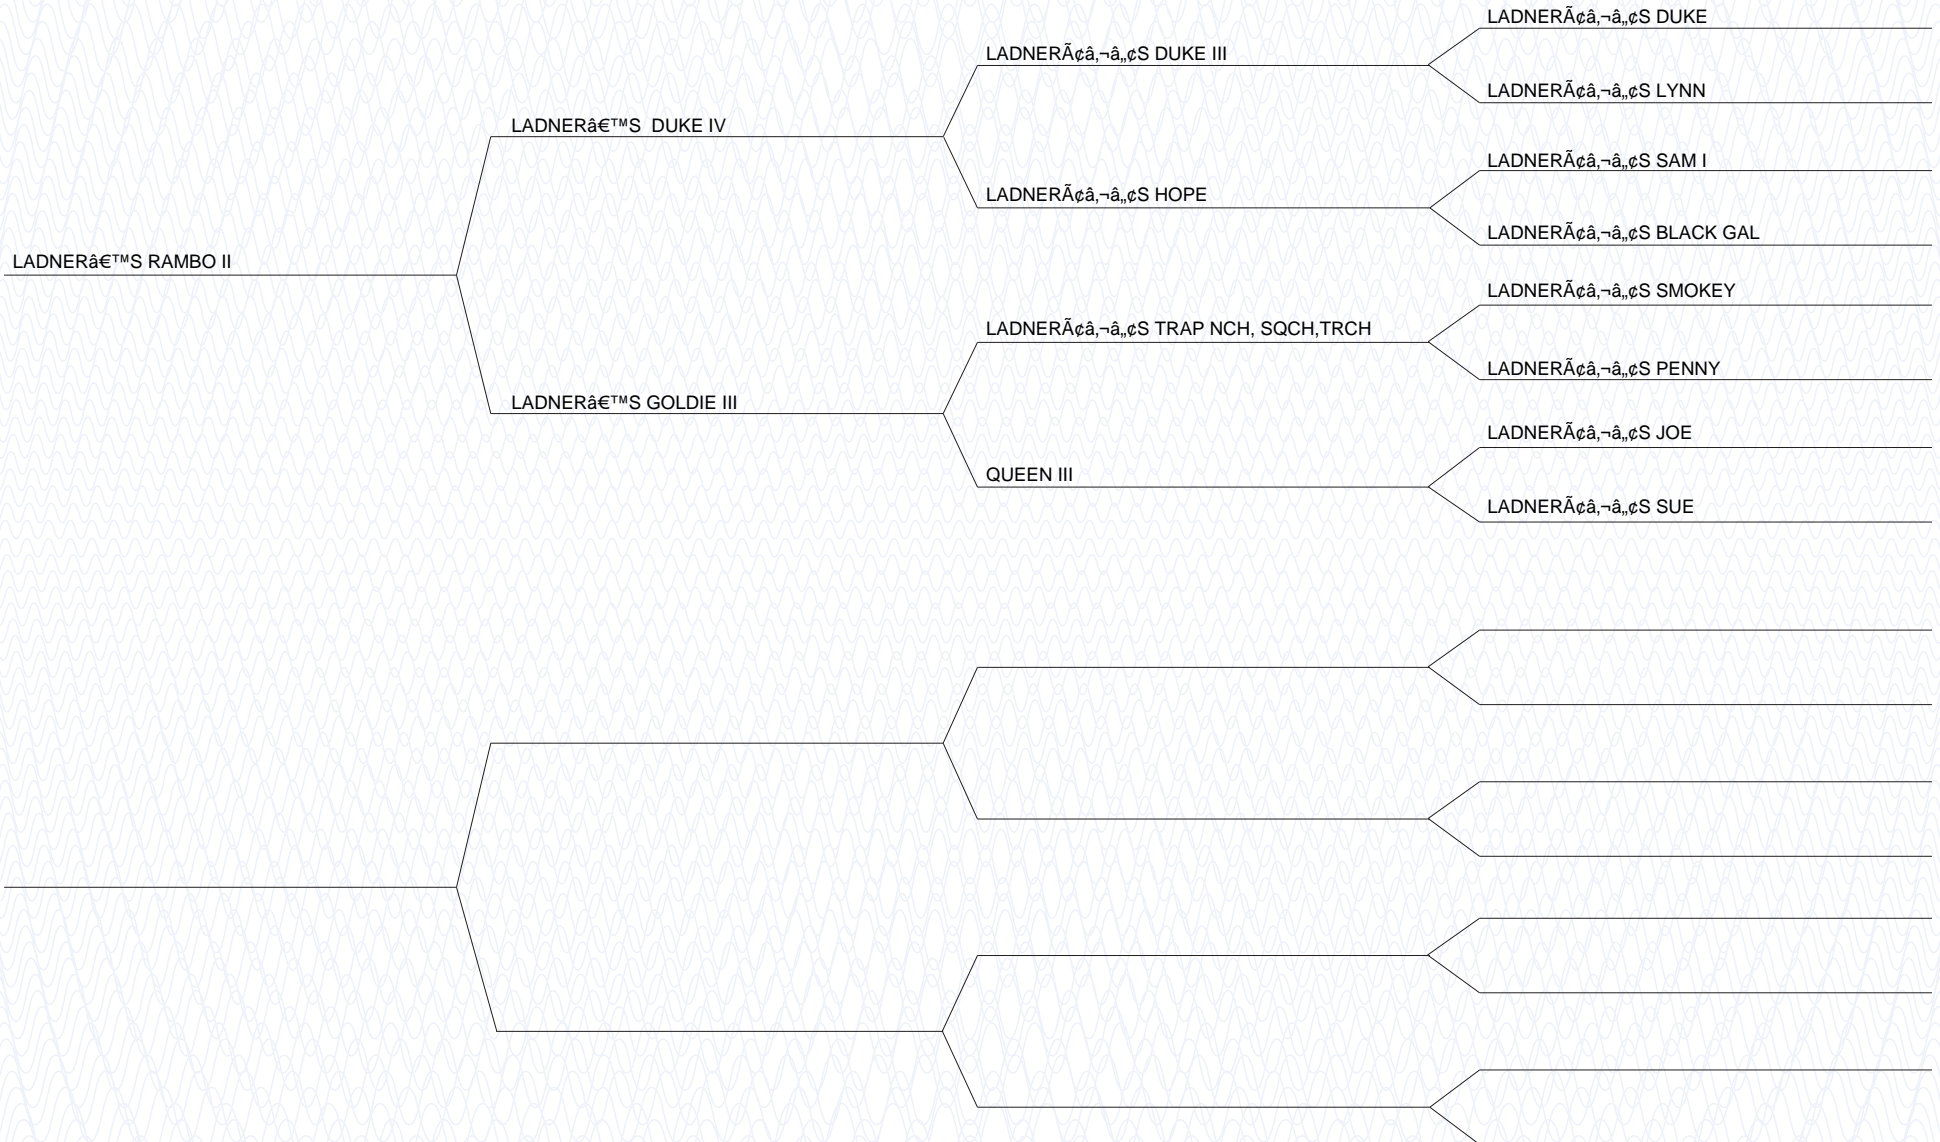 LADNERÃ¢â‚¬â„¢S DUKE
LADNERÃ¢â‚¬â„¢S DUKE III
LADNERÃ¢â‚¬â„¢S LYNN
LADNERâ€™S  DUKE IV
LADNERÃ¢â‚¬â„¢S SAM I
LADNERÃ¢â‚¬â„¢S HOPE
LADNERÃ¢â‚¬â„¢S BLACK GAL
LADNERâ€™S RAMBO II
LADNERÃ¢â‚¬â„¢S SMOKEY
LADNERÃ¢â‚¬â„¢S TRAP NCH, SQCH,TRCH
LADNERÃ¢â‚¬â„¢S PENNY
LADNERâ€™S GOLDIE III
LADNERÃ¢â‚¬â„¢S JOE
QUEEN III
LADNERÃ¢â‚¬â„¢S SUE